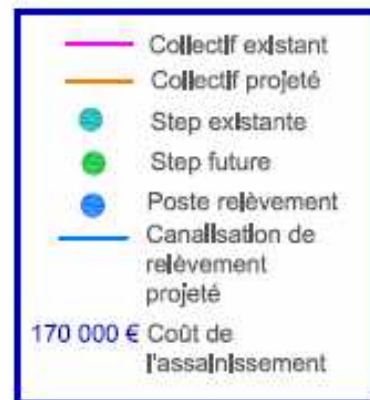 Collectif existant
Collectif projeté
Step existante
Step future
Poste relèvement
Canalisation de
relèvement
projeté
170 000 € Coût de
l'assainissement